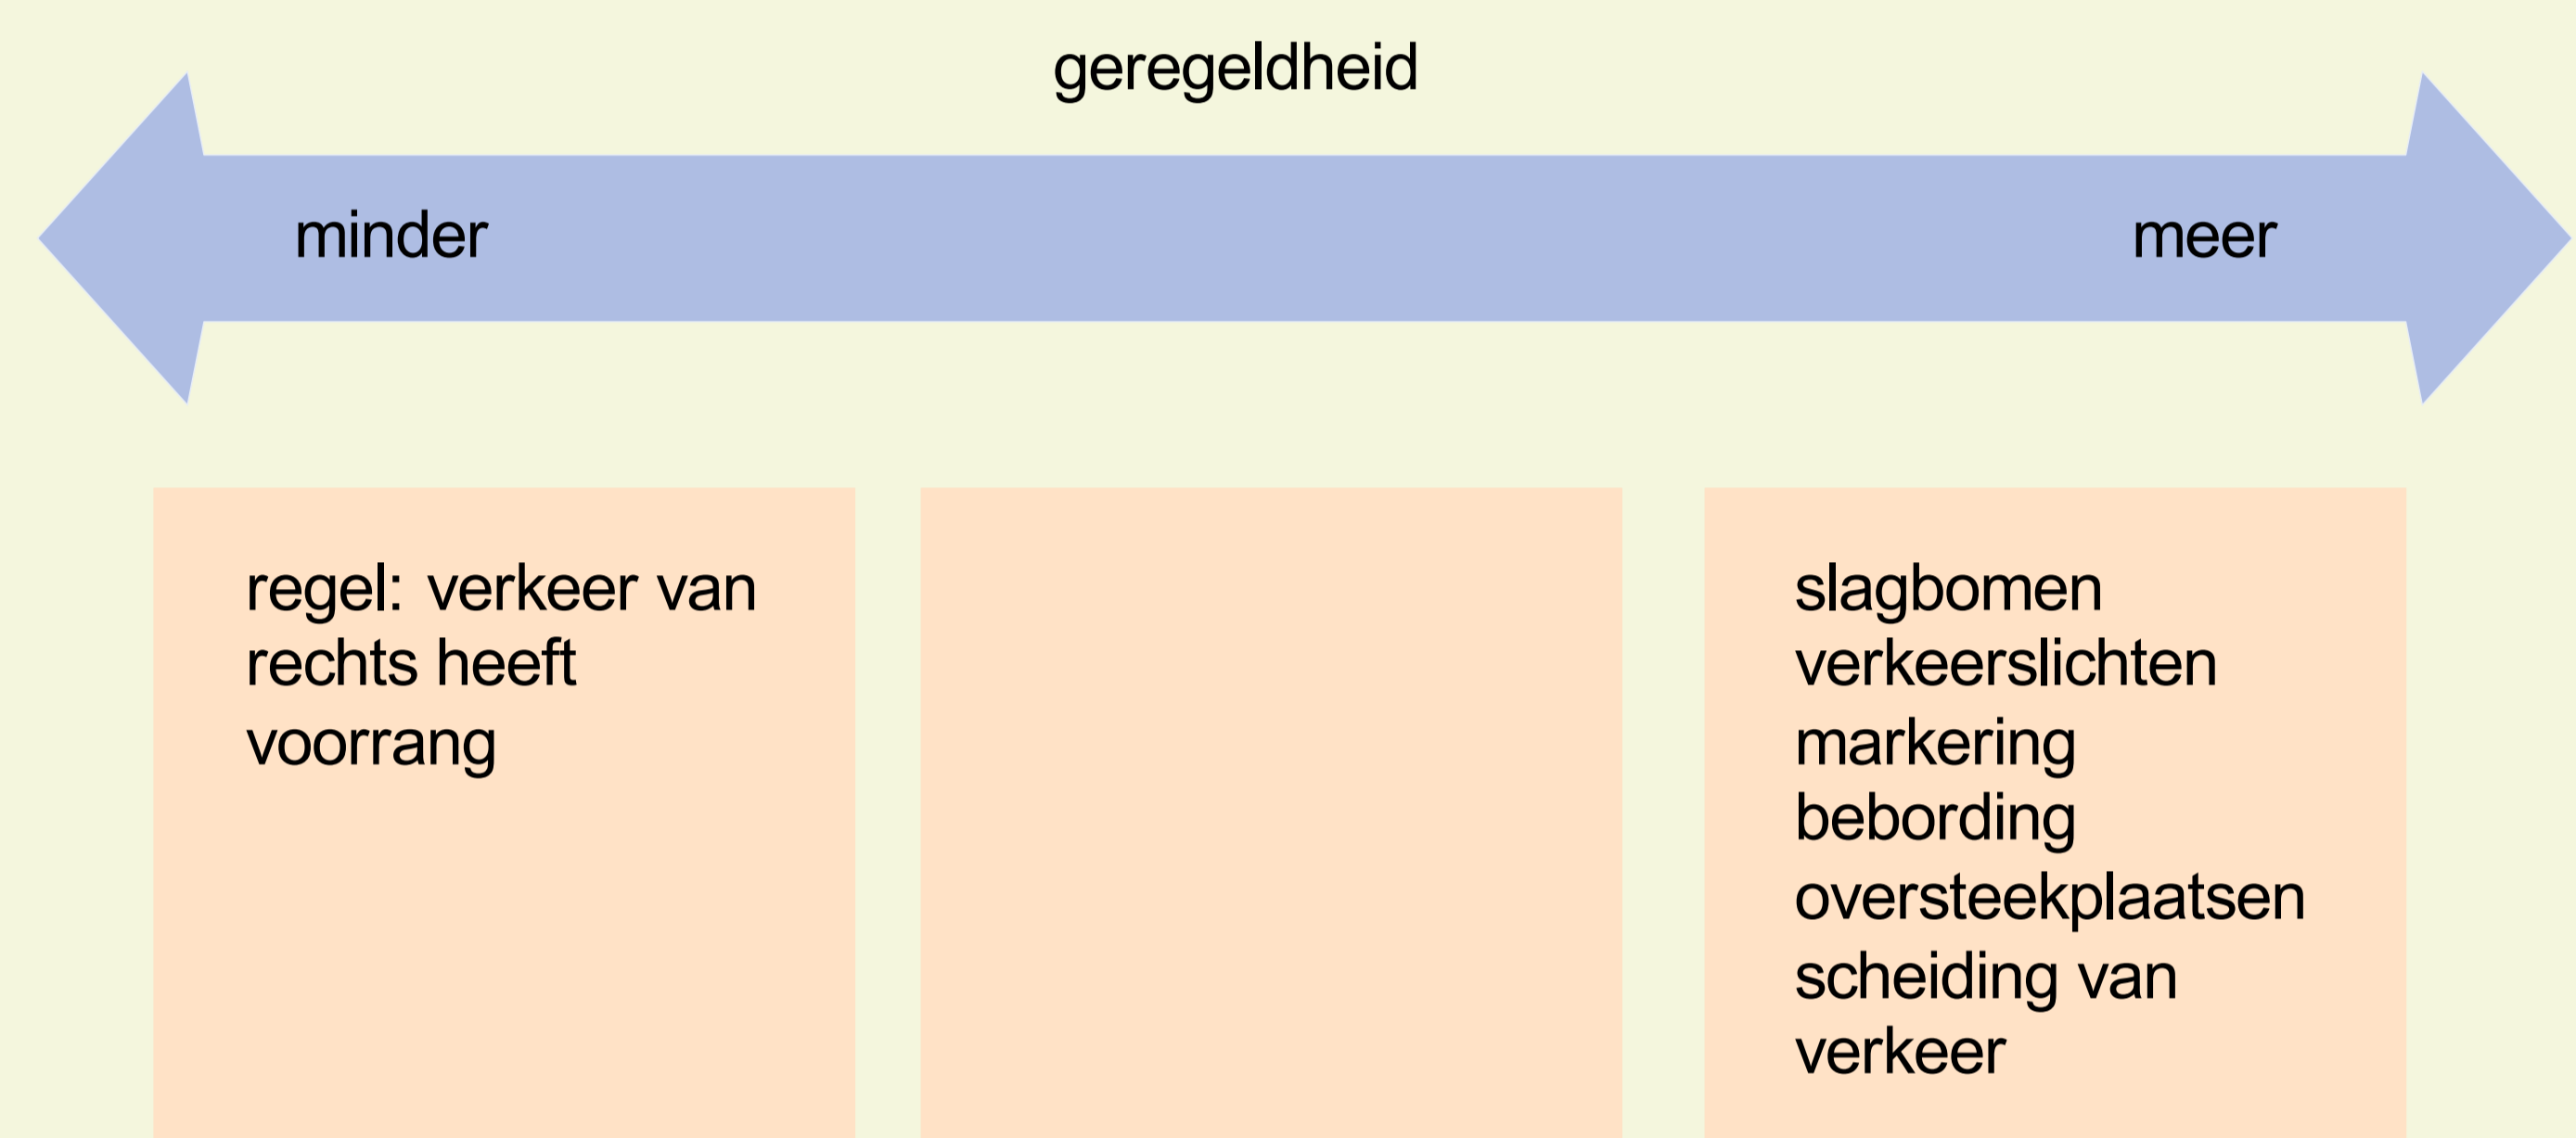 geregeldheid
minder
meer
regel: verkeer van
rechts heeft
voorrang
slagbomen
verkeerslichten
markering
bebording
oversteekplaatsen
scheiding van
verkeer